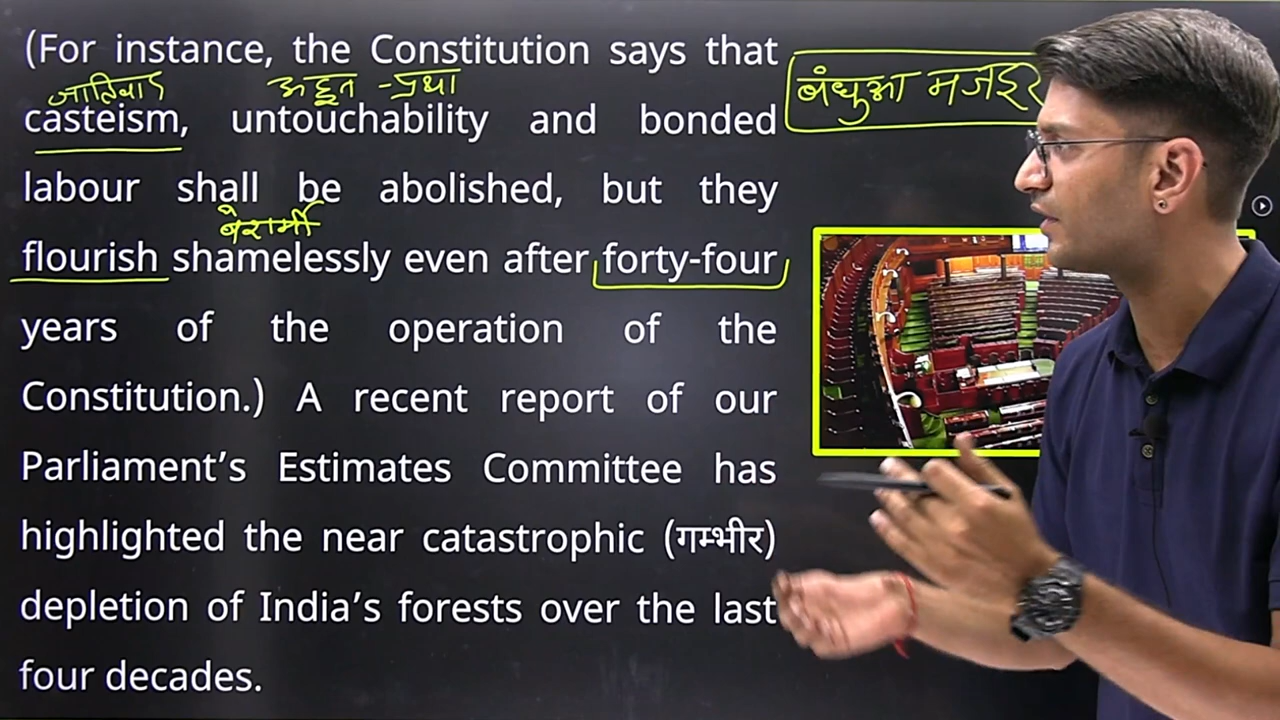 (For instance, the Constitution says that
जातिवाद अछूत -प्रथा
casteism, untouchability and bonded
बंधुआ मजदूर
labour shall be abolished, but they
बेशर्मी
flourish shamelessly even after forty-four
years of the operation of the
Constitution.) A recent report of our
Parliament’s Estimates Committee has
highlighted the near catastrophic (गम्भीर)
depletion of India’s forests over the last
four decades.